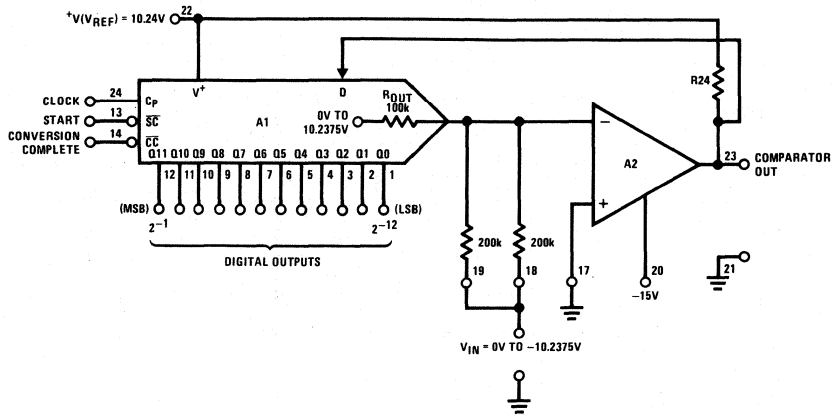 +V(VREF) = 10.24V 22
V+ D
R24
CLOCK 24 CP
START 13 SC
CONVERSION COMPLETE 14 CC
A1
0V TO 10.2375V
ROUT 100k
Q11 Q10 Q9 Q8 Q7 Q6 Q5 Q4 Q3 Q2 Q1 Q0
12 11 10 9 8 7 6 5 4 3 2 1
(MSB) (LSB)
2-1 2-12
DIGITAL OUTPUTS
200k 200k
19 18
VIN = 0V TO -10.2375V
− +
A2
17
20
-15V
23 COMPARATOR OUT
21